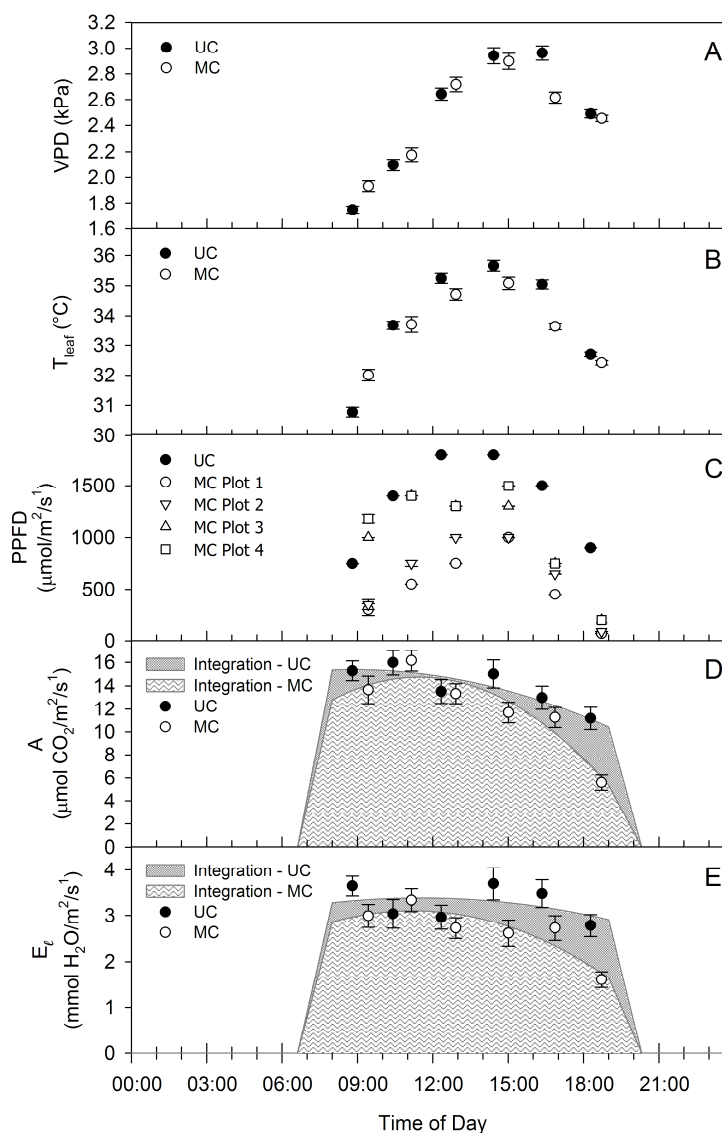 3.2
3.0
2.8
2.6
2.4
2.2
2.0
1.8
1.6
VPD (kPa)
UC
MC
A
36
35
34
33
32
31
30
T_leaf (°C)
UC
MC
B
1500
1000
500
0
PPFD
(μmol/m²/s¹)
UC
MC Plot 1
MC Plot 2
MC Plot 3
MC Plot 4
C
16
14
12
10
8
6
4
2
0
A
(μmol CO₂/m²/s¹)
Integration - UC
Integration - MC
UC
MC
D
4
3
2
1
0
E_ℓ
(mmol H₂O/m²/s¹)
Integration - UC
Integration - MC
UC
MC
E
00:00 03:00 06:00 09:00 12:00 15:00 18:00 21:00
Time of Day